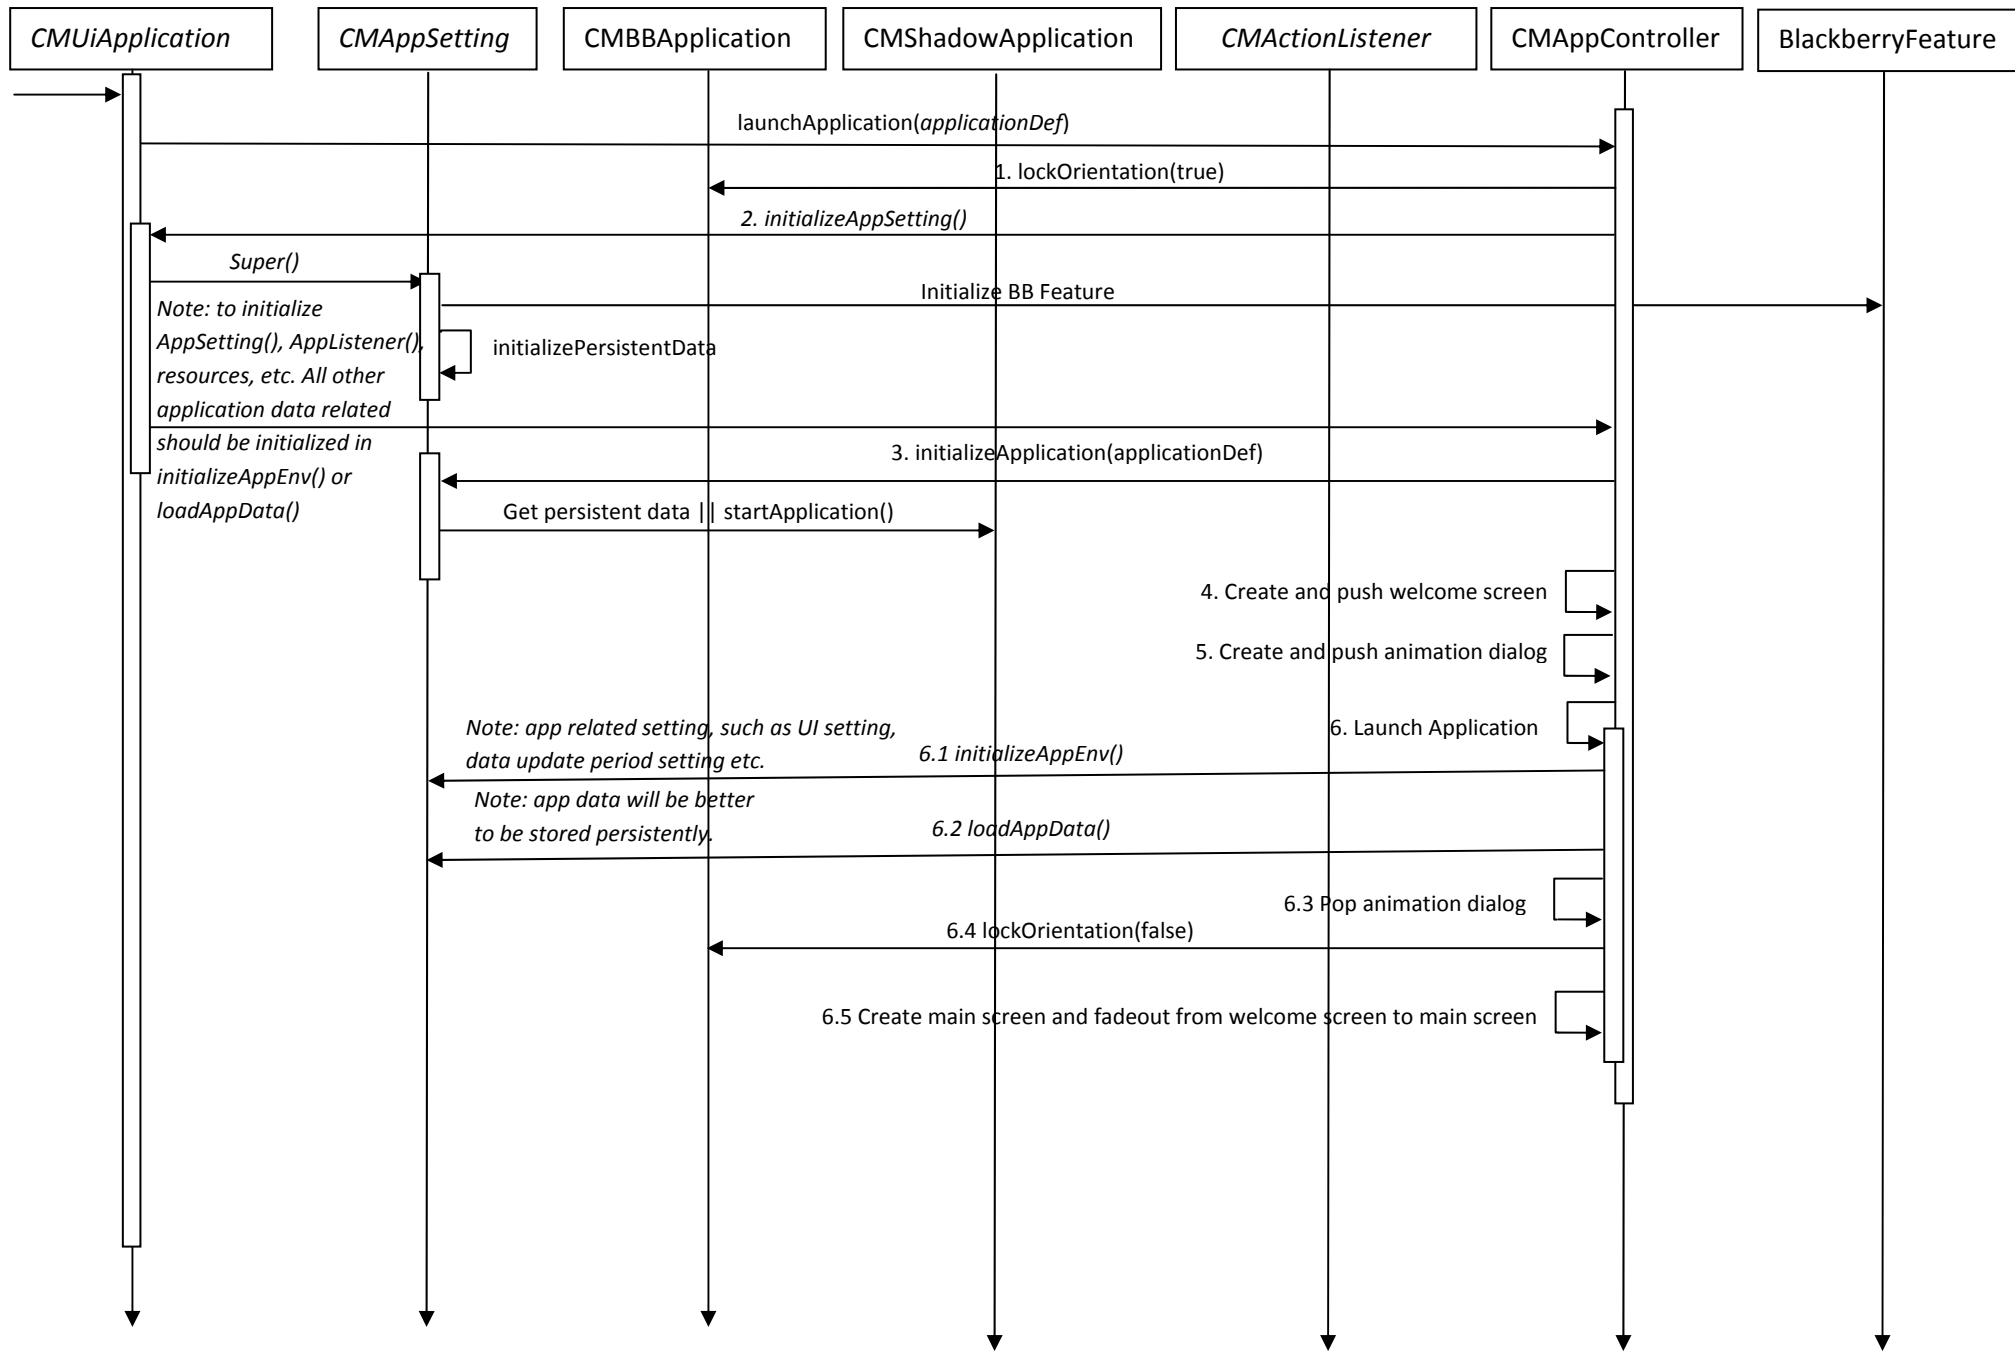 CMUiApplication
CMAppSetting
CMBBApplication
CMShadowApplication
CMActionListener
CMAppController
BlackberryFeature
launchApplication(applicationDef)
1. lockOrientation(true)
2. initializeAppSetting()
Super()
Initialize BB Feature
Note: to initialize
AppSetting(), AppListener(),
resources, etc. All other
application data related
should be initialized in
initializeAppEnv() or
loadAppData()
initializePersistentData
3. initializeApplication(applicationDef)
Get persistent data || startApplication()
4. Create and push welcome screen
5. Create and push animation dialog
6. Launch Application
Note: app related setting, such as UI setting,
data update period setting etc.
6.1 initializeAppEnv()
Note: app data will be better
to be stored persistently.
6.2 loadAppData()
6.3 Pop animation dialog
6.4 lockOrientation(false)
6.5 Create main screen and fadeout from welcome screen to main screen